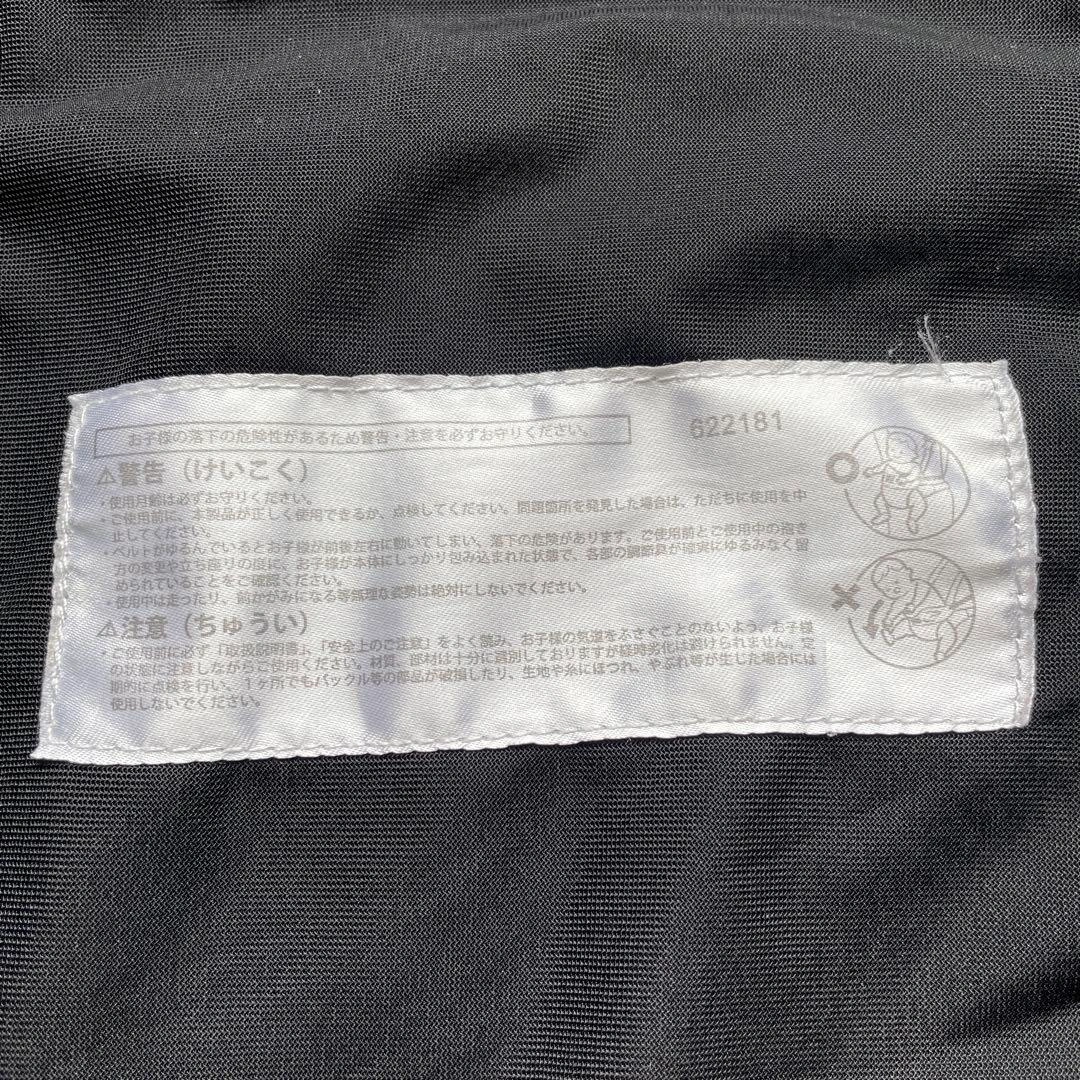 お子様の落下の危険性があるため警告・注意を必ずお守りください。
622181
⚠警告（けいこく）
・使用月齢は必ずお守りください。
・ご使用前に、本製品が正しく使用できるか、点検してください。問題箇所を発見した場合は、ただちに使用を中
止してください。
・ベルトがゆるんでいるとお子様が前後左右に動いてしまい、落下の危険があります。ご使用前とご使用中の抱き
方の変更や立ち座りの度に、お子様が本体にしっかり包み込まれた状態で、各部の調節具が確実にゆるみなく留
められていることをご確認ください。
・使用中は走ったり、前かがみになる等無理な姿勢は絶対にしないでください。
⚠注意（ちゅうい）
・ご使用前に必ず「取扱説明書」、「安全上のご注意」をよく読み、お子様の気道をふさぐことのないよう、お子様
の状態に注意しながらご使用ください。材質、部材は十分に選別しておりますが経時劣化は避けられません。定
期的に点検を行い、1ヶ所でもバックル等の部品が破損したり、生地や糸にほつれ、やぶれ等が生じた場合には
使用しないでください。